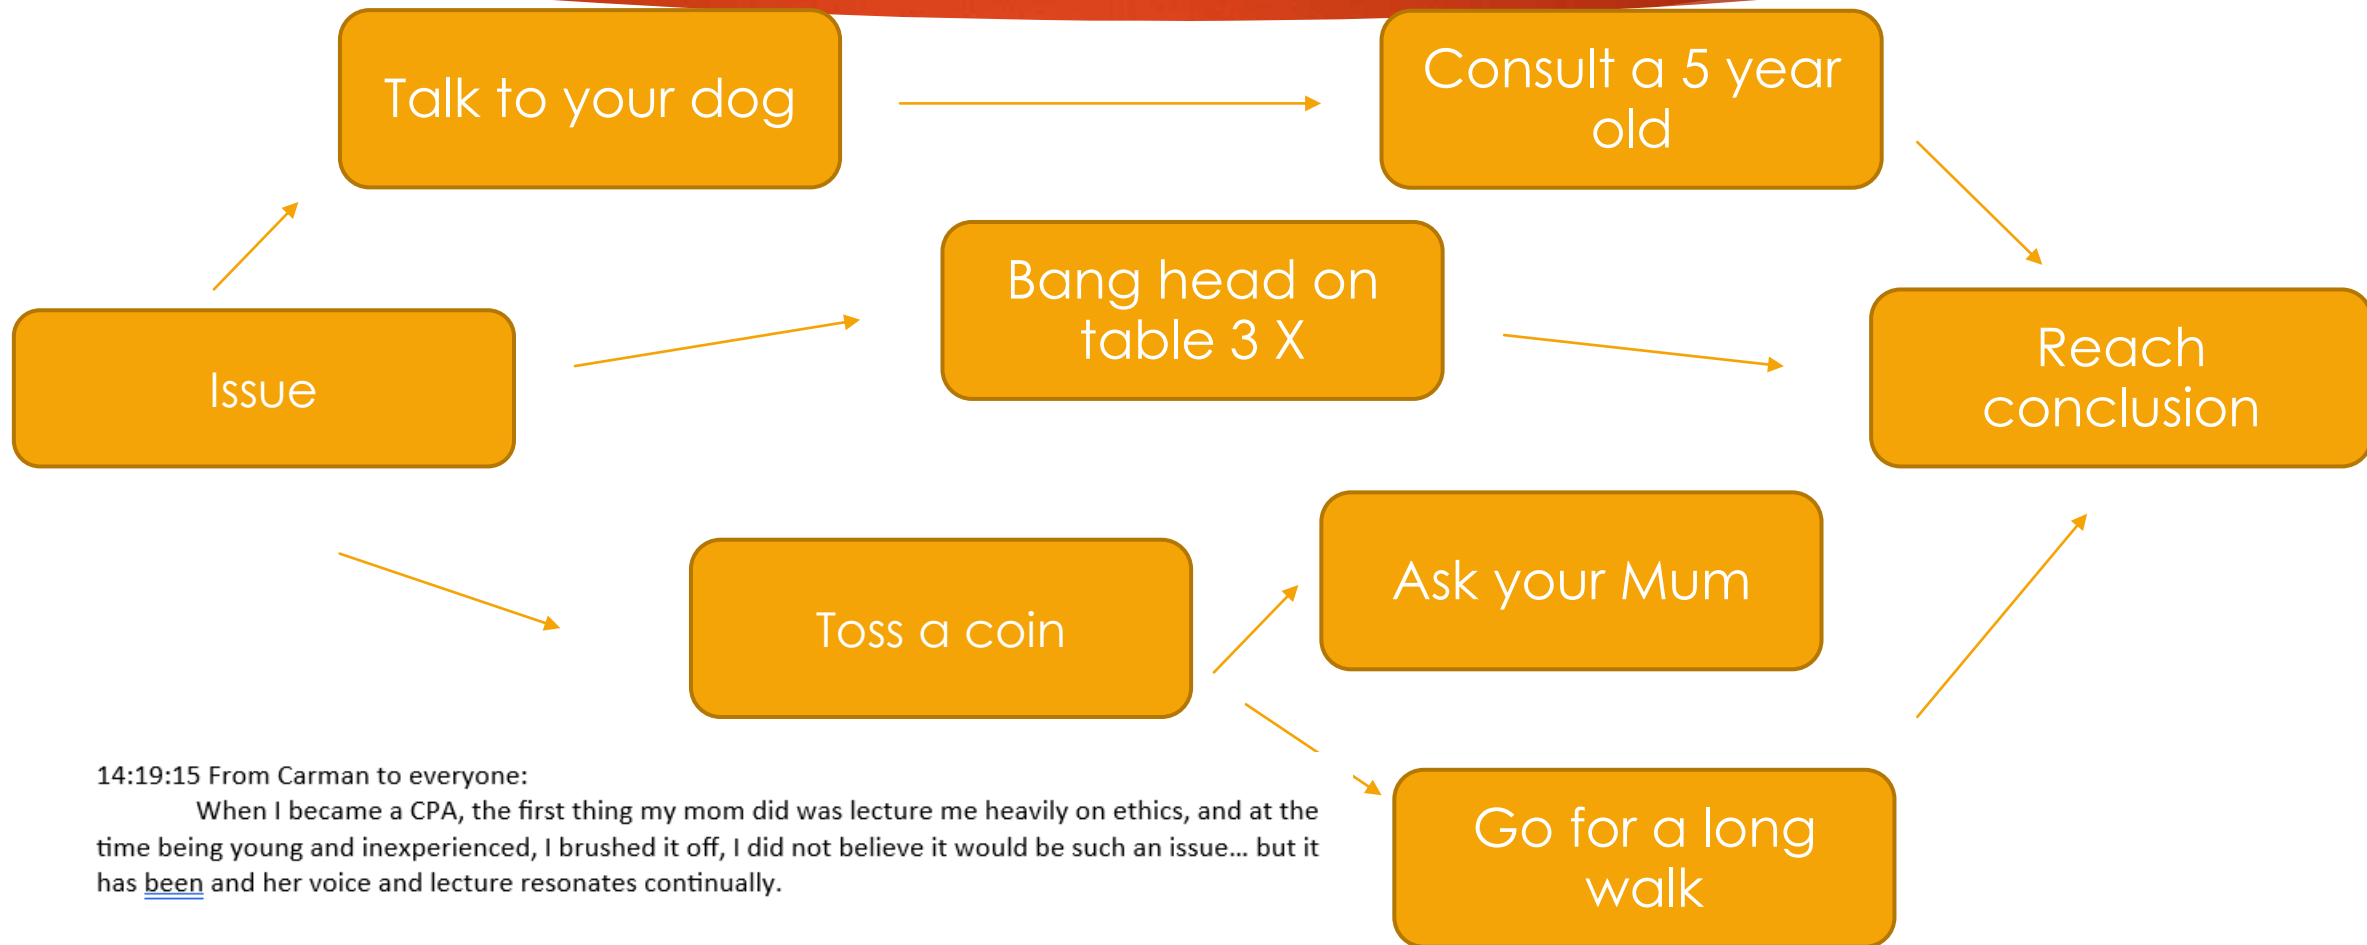 Talk to your dog
Consult a 5 year
old
Bang head on
table 3 X
Issue
Reach
conclusion
Ask your Mum
Toss a coin
Go for a long
walk
14:19:15 From Carman to everyone:
When I became a CPA, the first thing my mom did was lecture me heavily on ethics, and at the
time being young and inexperienced, I brushed it off, I did not believe it would be such an issue... but it
has been and her voice and lecture resonates continually.